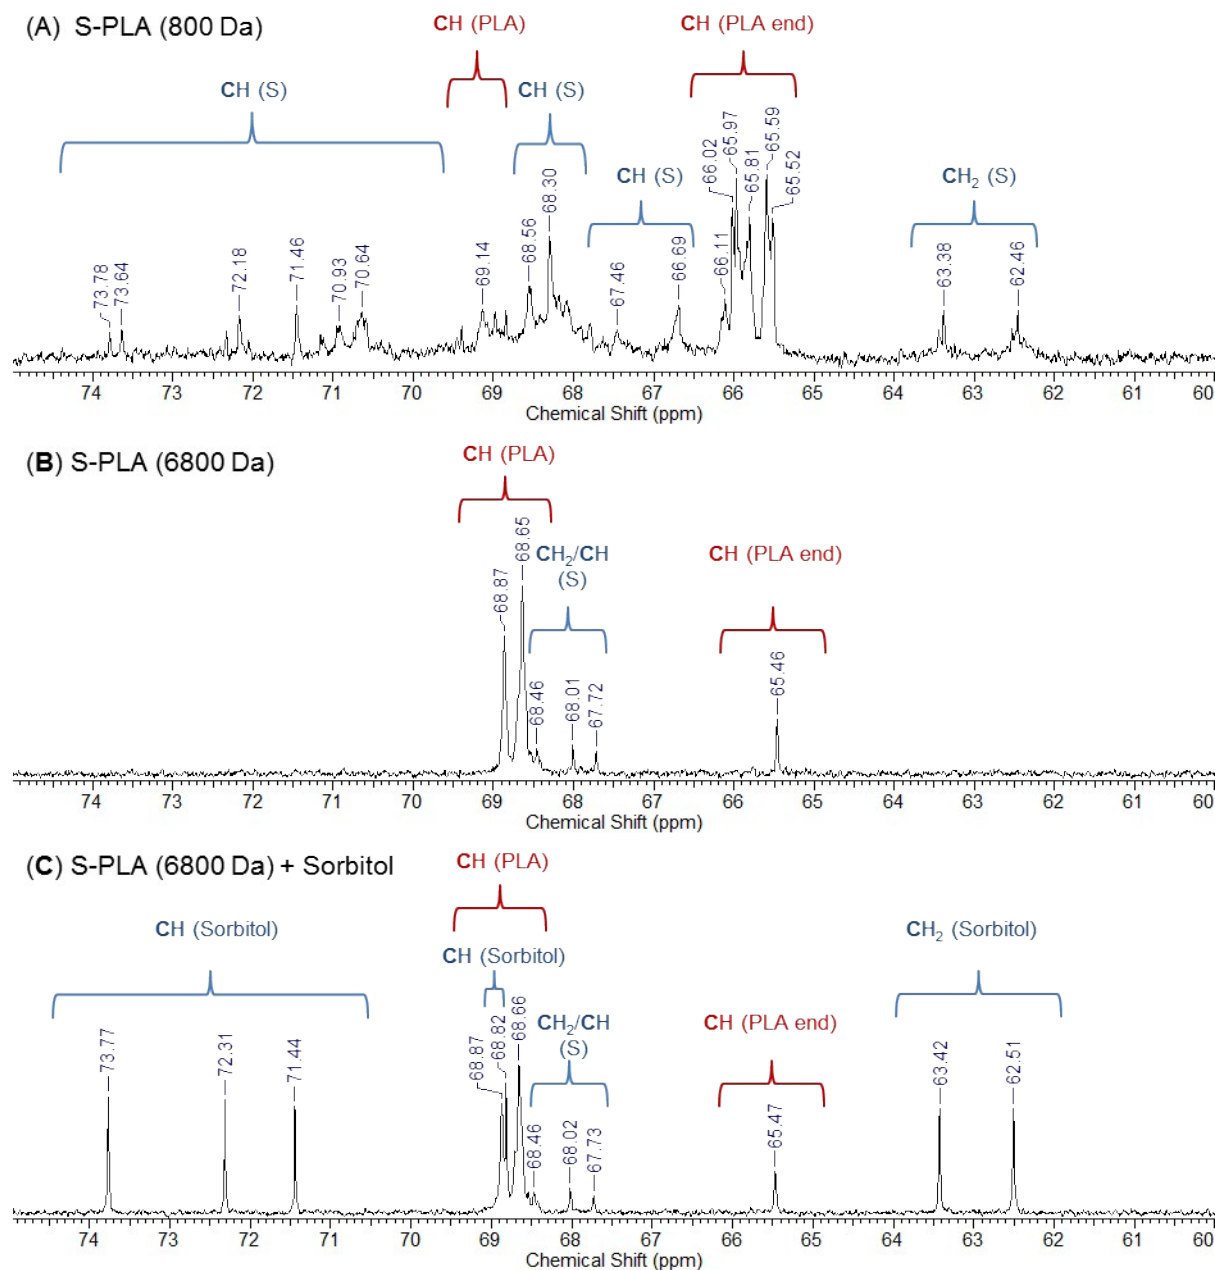 (A) S-PLA (800 Da)
CH (PLA)
CH (PLA end)
CH (S)
CH (S)
CH (S)
CH2 (S)
73.78
73.64
72.18
71.46
70.93
70.64
69.14
68.56
68.30
67.46
66.69
66.11
66.02
65.97
65.81
65.59
65.52
63.38
62.46
74 73 72 71 70 69 68 67 66 65 64 63 62 61 60
Chemical Shift (ppm)
(B) S-PLA (6800 Da)
CH (PLA)
CH2/CH
(S)
CH (PLA end)
68.87
68.65
68.46
68.01
67.72
65.46
74 73 72 71 70 69 68 67 66 65 64 63 62 61 60
Chemical Shift (ppm)
(C) S-PLA (6800 Da) + Sorbitol
CH (PLA)
CH (Sorbitol)
CH (Sorbitol)
CH2 (Sorbitol)
CH2/CH
(S)
CH (PLA end)
73.77
72.31
71.44
68.87
68.82
68.66
68.46
68.02
67.73
65.47
63.42
62.51
74 73 72 71 70 69 68 67 66 65 64 63 62 61 60
Chemical Shift (ppm)